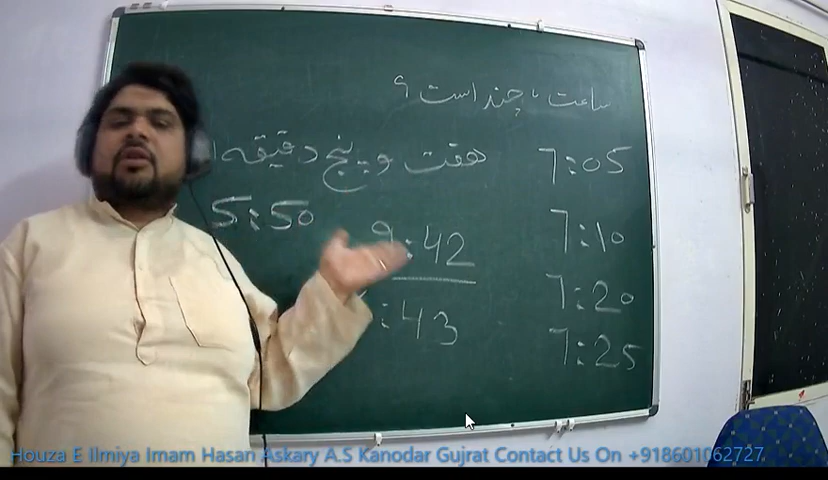 ساعت چند است ؟
هفت و پنج دقیقه 7:05
5:50 7:10
9:42 7:20
:43 7:25
Houza E Ilmiya Imam Hasan Askary A.S Kanodar Gujrat Contact Us On +918601062727